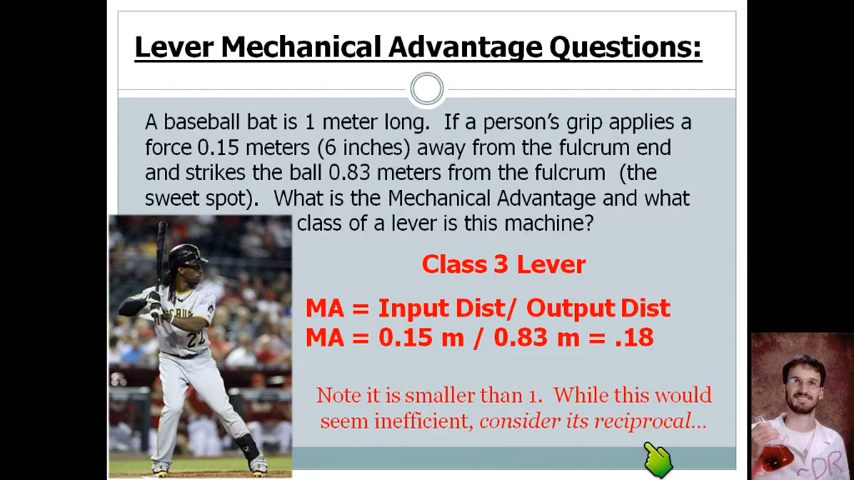 Lever Mechanical Advantage Questions:
A baseball bat is 1 meter long. If a person's grip applies a
force 0.15 meters (6 inches) away from the fulcrum end
and strikes the ball 0.83 meters from the fulcrum (the
sweet spot). What is the Mechanical Advantage and what
class of a lever is this machine?
Class 3 Lever
MA = Input Dist/ Output Dist
MA = 0.15 m / 0.83 m = .18
Note it is smaller than 1. While this would
seem inefficient, consider its reciprocal...
22
~DR